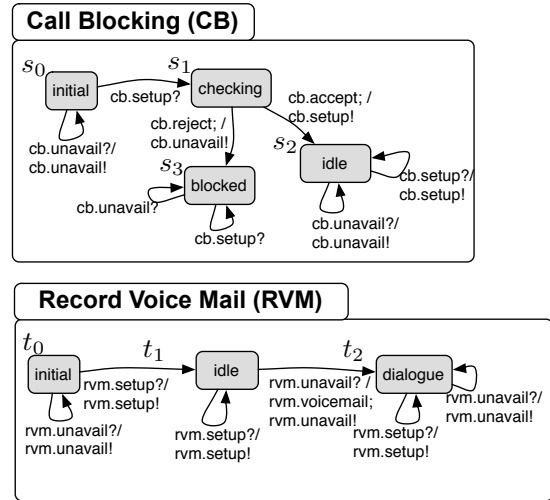 Call Blocking (CB)
s0
initial
cb.setup?
s1
checking
cb.unavail?/
cb.unavail!
cb.reject; /
cb.unavail!
cb.accept; /
cb.setup!
s2
idle
s3
blocked
cb.unavail?
cb.setup?
cb.setup?/
cb.setup!
cb.unavail?/
cb.unavail!
Record Voice Mail (RVM)
t0
initial
rvm.setup?/
rvm.setup!
t1
idle
rvm.unavail? /
rvm.voicemail;
rvm.unavail!
t2
dialogue
rvm.unavail?/
rvm.unavail!
rvm.setup?/
rvm.setup!
rvm.setup?/
rvm.setup!
rvm.unavail?/
rvm.unavail!